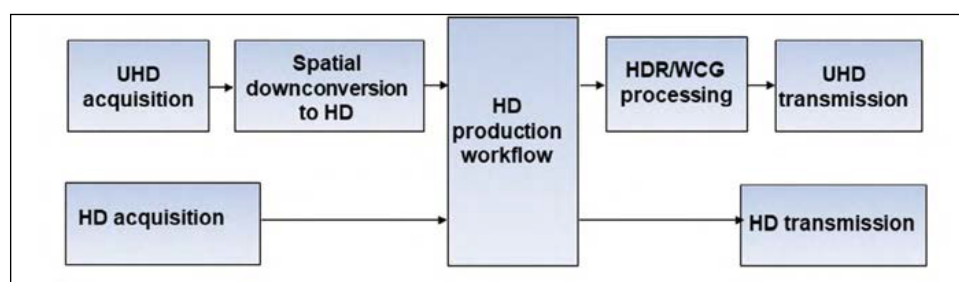 UHD
acquisition
Spatial
downconversion
to HD
HD
production
workflow
HDR/WCG
processing
UHD
transmission
HD acquisition
HD transmission